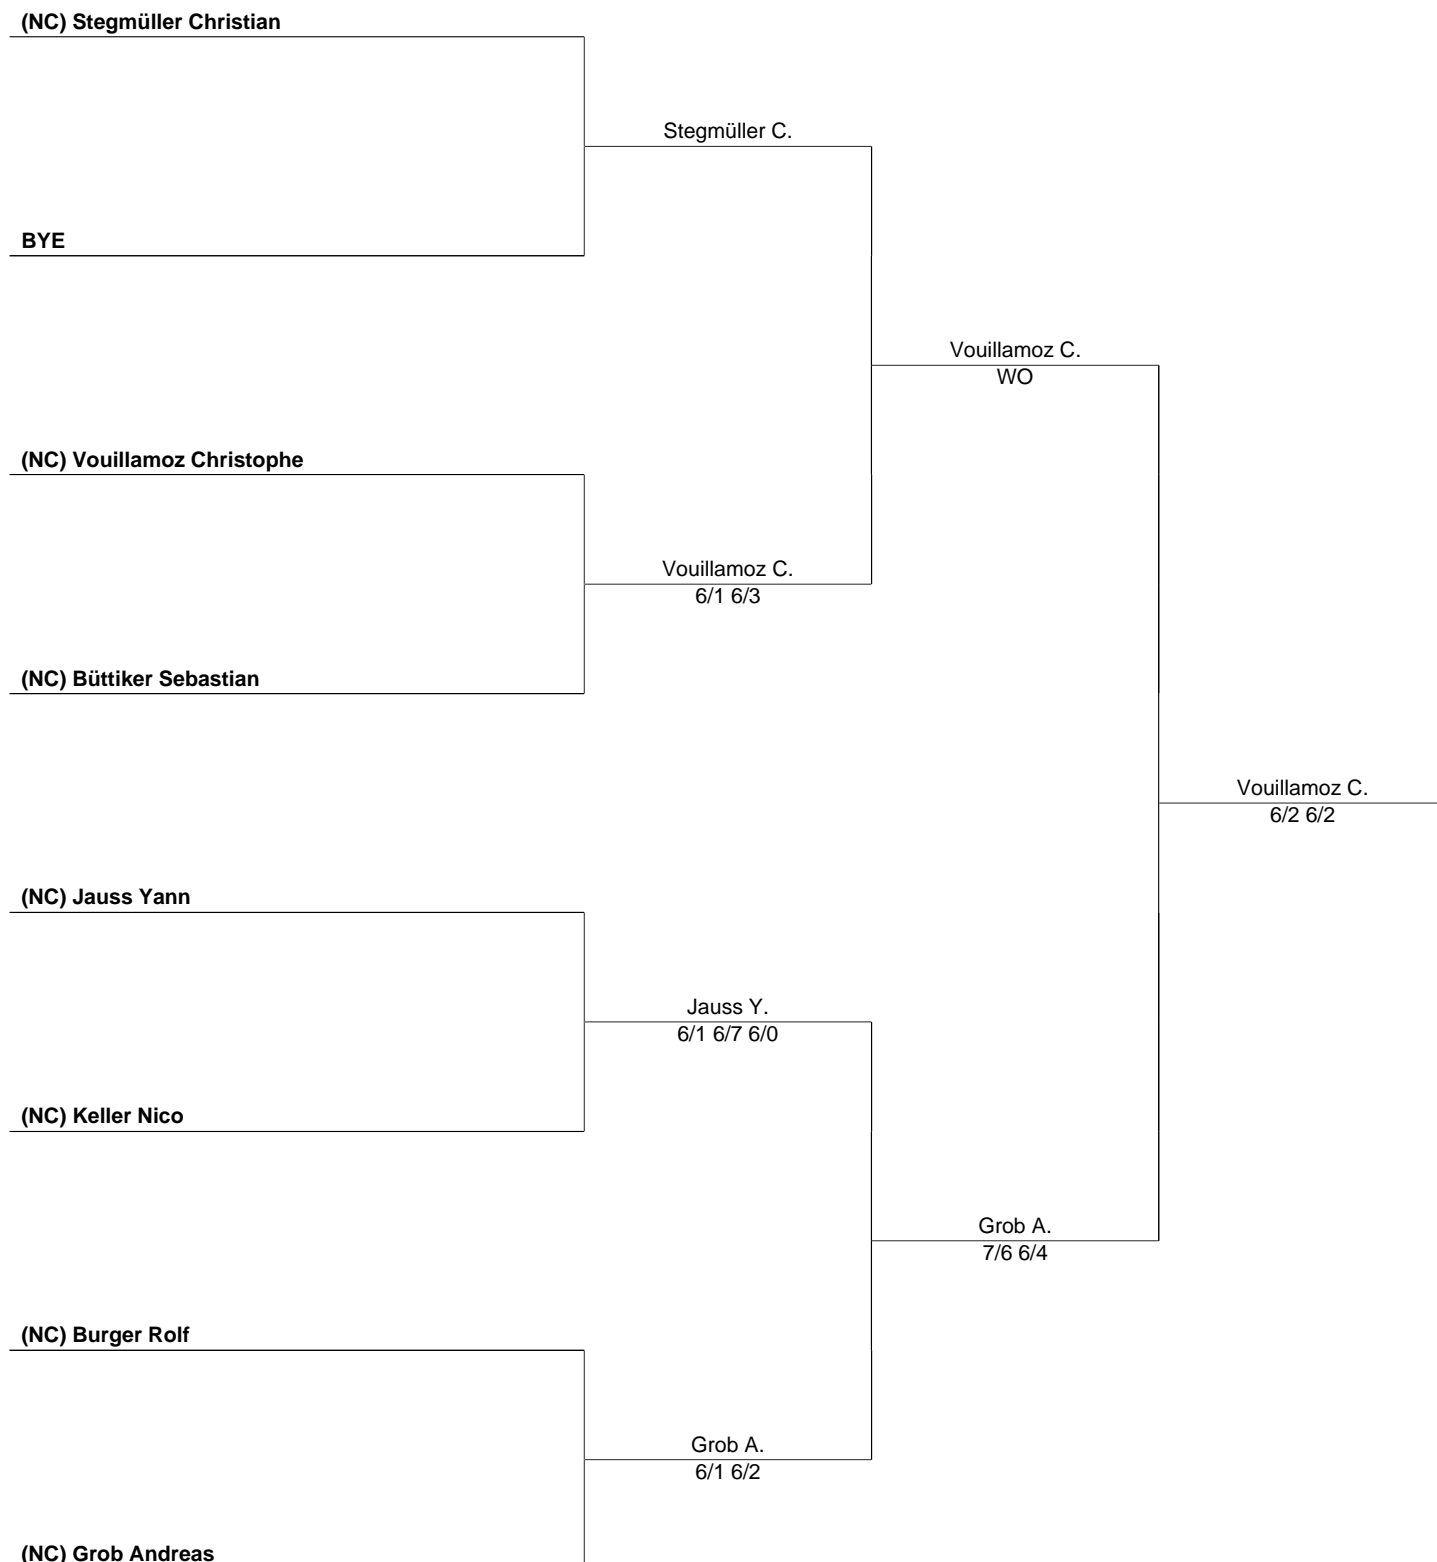 (NC) Stegmüller Christian
Stegmüller C.
BYE
Vouillamoz C.
WO
(NC) Vouillamoz Christophe
Vouillamoz C.
6/1 6/3
(NC) Büttiker Sebastian
Vouillamoz C.
6/2 6/2
(NC) Jauss Yann
Jauss Y.
6/1 6/7 6/0
(NC) Keller Nico
Grob A.
7/6 6/4
(NC) Burger Rolf
Grob A.
6/1 6/2
(NC) Grob Andreas